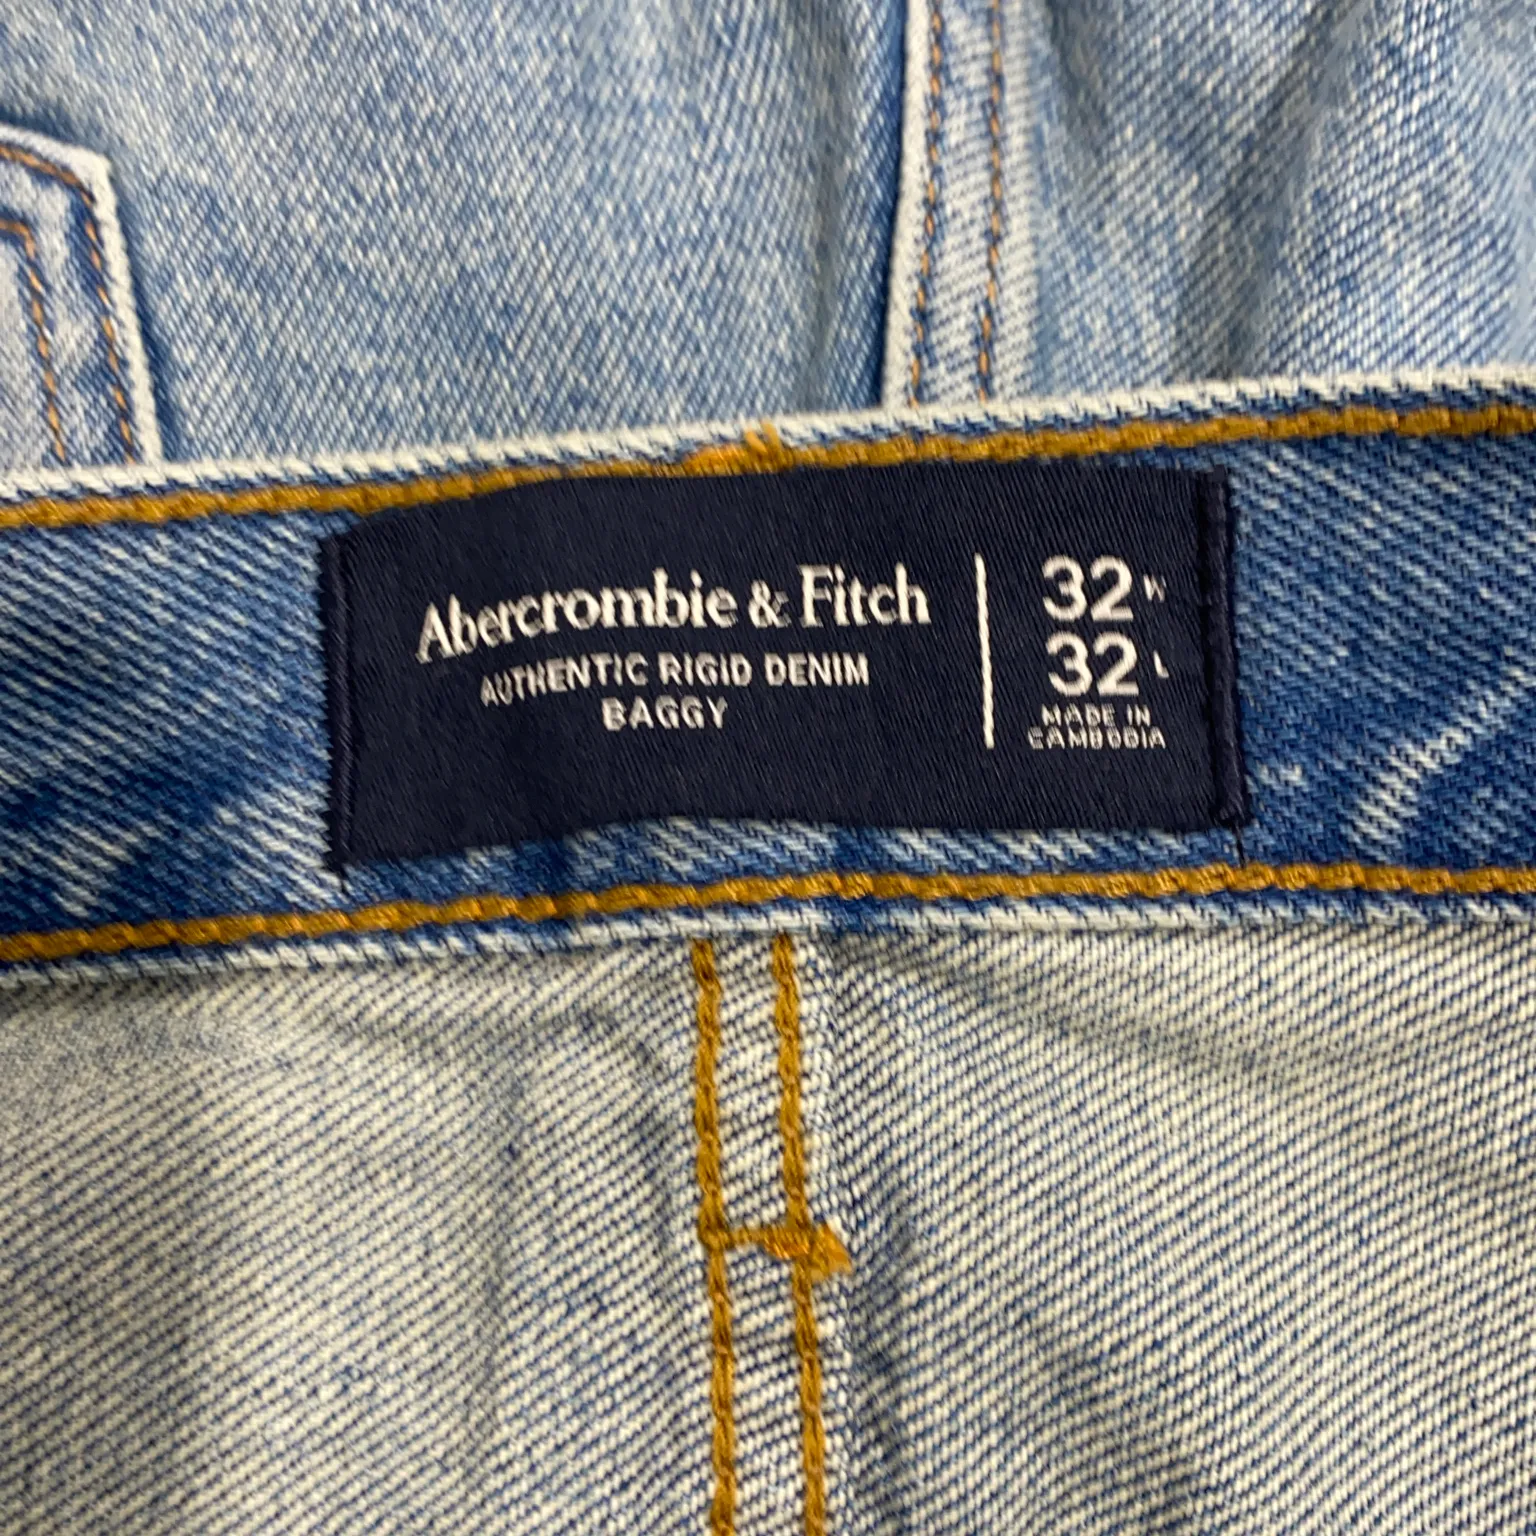 Abercrombie & Fitch
AUTHENTIC RIGID DENIM
BAGGY
32 W
32 L
MADE IN
CAMBODIA